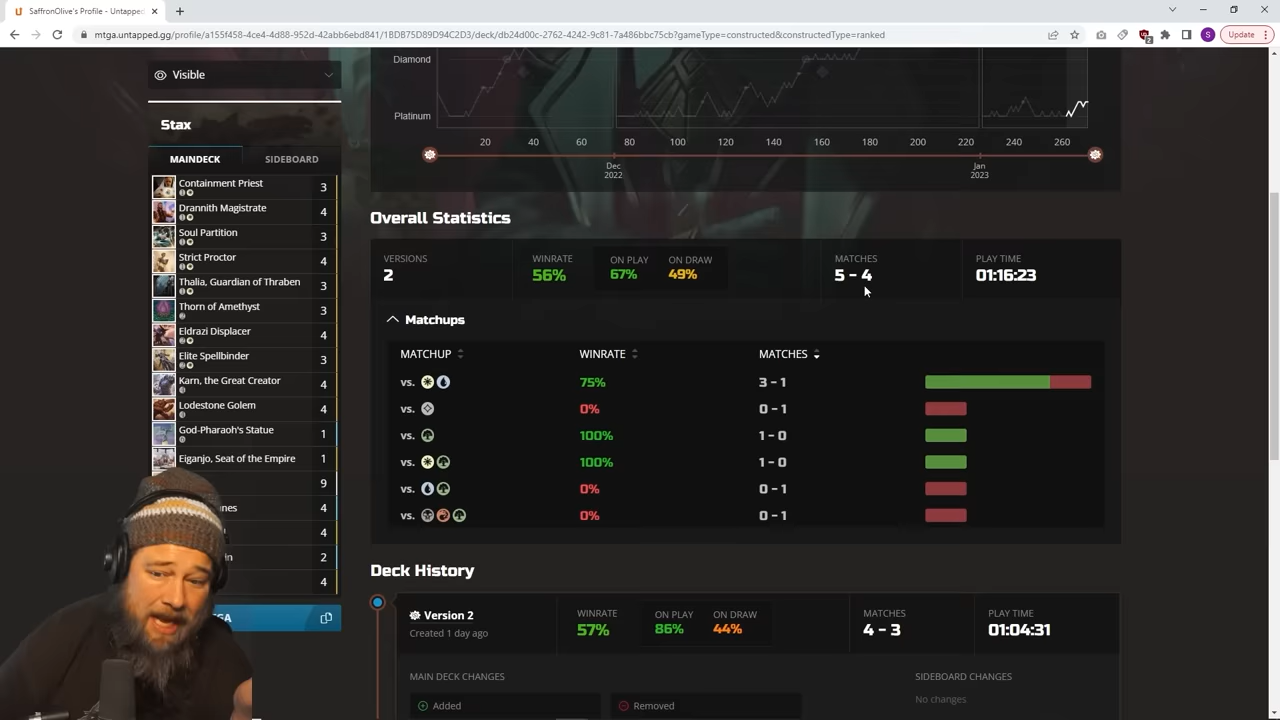 SaffronOlive's Profile - Untapped
mtga.untapped.gg/profile/a155f458-4ce4-4d88-952d-42abb6ebd841/1BDB75D89D94C2D3/deck/db24d00c-2762-4242-9c81-7a486bbc75cb?gameType=constructed&constructedType=ranked
2
S
Update
Visible
Stax
MAINDECK
SIDEBOARD
Containment Priest 3
Drannith Magistrate 4
Soul Partition 3
Strict Proctor 4
Thalia, Guardian of Thraben 3
Thorn of Amethyst 3
Eldrazi Displacer 4
Elite Spellbinder 3
Karn, the Great Creator 4
Lodestone Golem 4
God-Pharaoh's Statue 1
Eiganjo, Seat of the Empire 1
9
4
4
2
4
Diamond
Platinum
20 40 60 80 100 120 140 160 180 200 220 240 260
Dec 2022
Jan 2023
Overall Statistics
VERSIONS WINRATE ON PLAY ON DRAW MATCHES PLAY TIME
2 56% 67% 49% 5 - 4 01:16:23
Matchups
MATCHUP WINRATE MATCHES
vs. 75% 3 - 1
vs. 0% 0 - 1
vs. 100% 1 - 0
vs. 100% 1 - 0
vs. 0% 0 - 1
vs. 0% 0 - 1
Deck History
Version 2
Created 1 day ago
WINRATE ON PLAY ON DRAW MATCHES PLAY TIME
57% 86% 44% 4 - 3 01:04:31
MAIN DECK CHANGES
SIDEBOARD CHANGES
Added
Removed
No changes